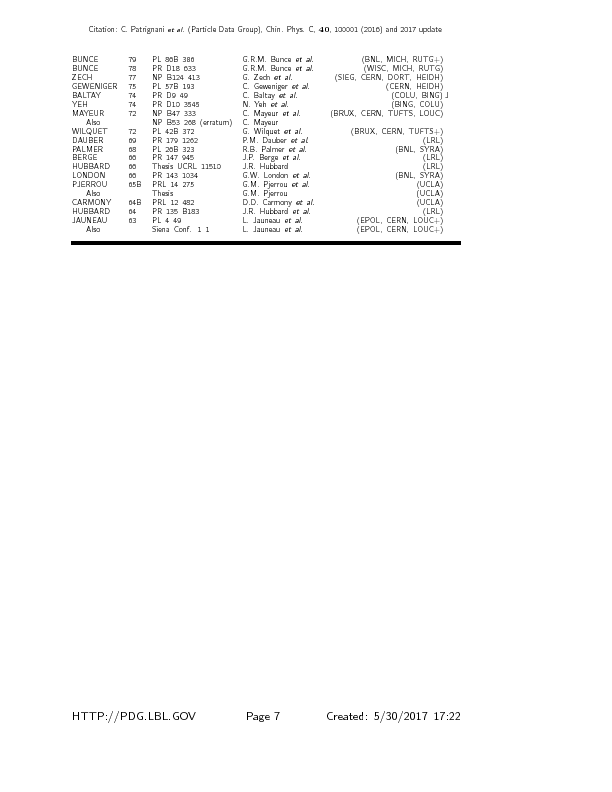 Citation: C. Patrignani et al. (Particle Data Group), Chin. Phys. C, 40, 100001 (2016) and 2017 update
BUNCE 79 PL 86B 386 G.R.M. Bunce et al. (BNL, MICH, RUTG+)
BUNCE 78 PR D18 633 G.R.M. Bunce et al. (WISC, MICH, RUTG)
ZECH 77 NP B124 413 G. Zech et al. (SIEG, CERN, DORT, HEIDH)
GEWENIGER 75 PL 57B 193 C. Geweniger et al. (CERN, HEIDH)
BALTAY 74 PR D9 49 C. Baltay et al. (COLU, BING) J
YEH 74 PR D10 3545 N. Yeh et al. (BING, COLU)
MAYEUR 72 NP B47 333 C. Mayeur et al. (BRUX, CERN, TUFTS, LOUC)
Also NP B53 268 (erratum) C. Mayeur
WILQUET 72 PL 42B 372 G. Wilquet et al. (BRUX, CERN, TUFTS+)
DAUBER 69 PR 179 1262 P.M. Dauber et al. (LRL)
PALMER 68 PL 26B 323 R.B. Palmer et al. (BNL, SYRA)
BERGE 66 PR 147 945 J.P. Berge et al. (LRL)
HUBBARD 66 Thesis UCRL 11510 J.R. Hubbard (LRL)
LONDON 66 PR 143 1034 G.W. London et al. (BNL, SYRA)
PJERROU 65B PRL 14 275 G.M. Pjerrou et al. (UCLA)
Also Thesis G.M. Pjerrou (UCLA)
CARMONY 64B PRL 12 482 D.D. Carmony et al. (UCLA)
HUBBARD 64 PR 135 B183 J.R. Hubbard et al. (LRL)
JAUNEAU 63 PL 4 49 L. Jauneau et al. (EPOL, CERN, LOUC+)
Also Siena Conf. 1 1 L. Jauneau et al. (EPOL, CERN, LOUC+)
HTTP://PDG.LBL.GOV Page 7 Created: 5/30/2017 17:22